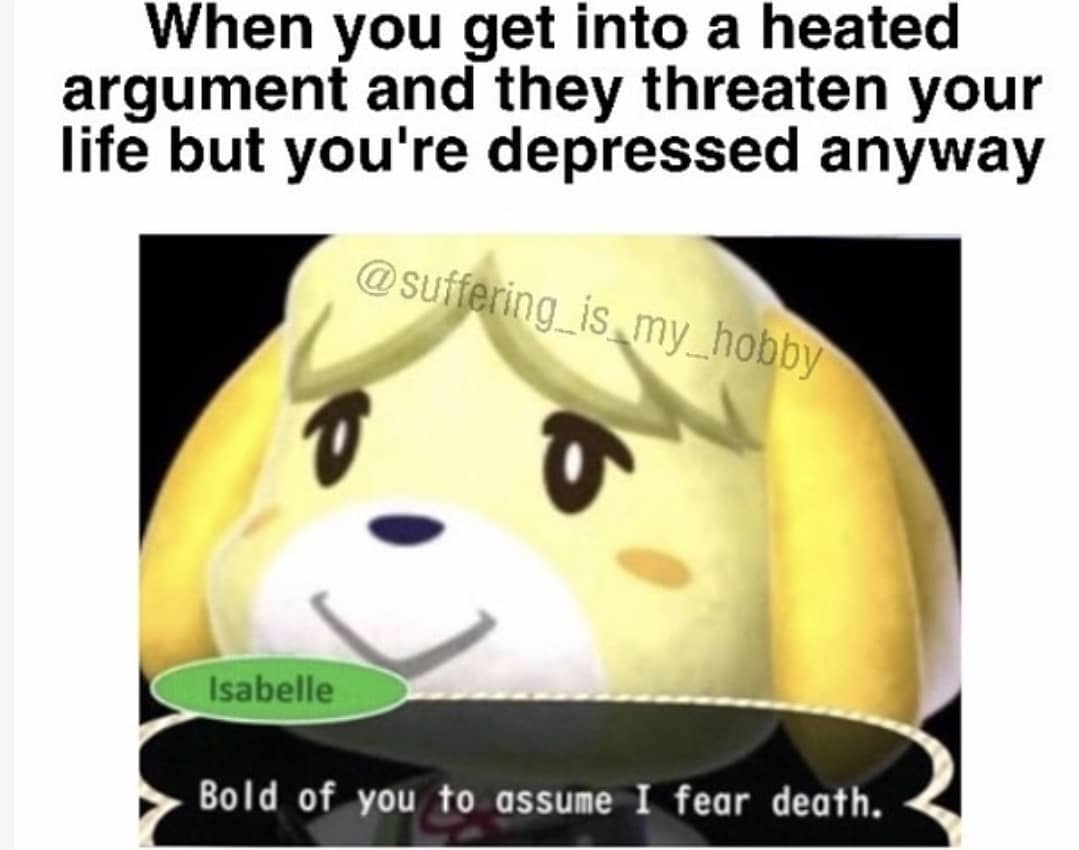 When you get into a heated
argument and they threaten your
life but you're depressed anyway
@suffering_is_my_hobby
Isabelle
Bold of you to assume I fear death.